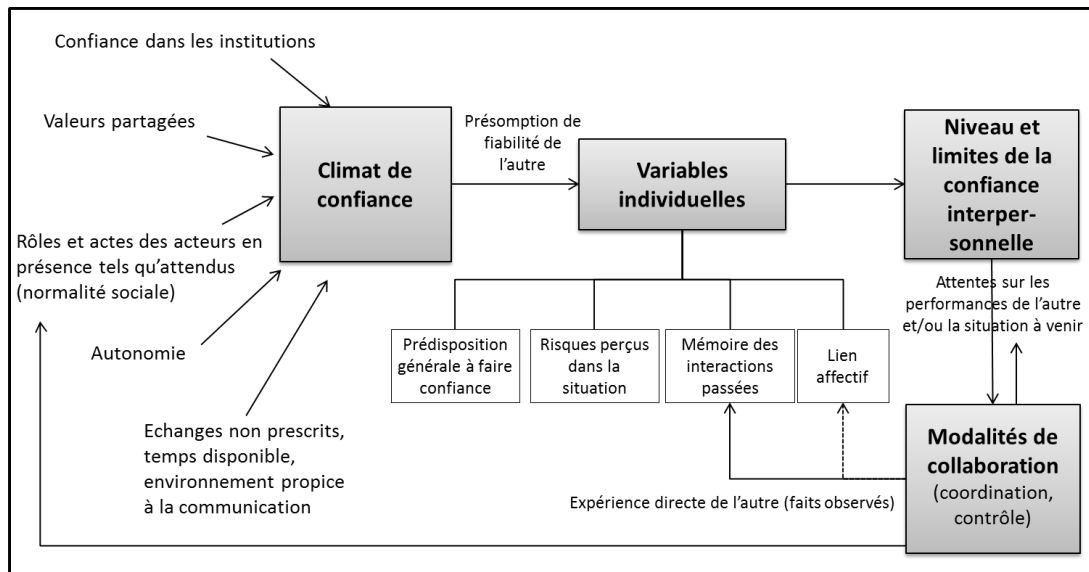 Confiance dans les institutions
Valeurs partagées
Rôles et actes des acteurs en
présence tels qu'attendus
(normalité sociale)
Autonomie
Echanges non prescrits,
temps disponible,
environnement propice
à la communication
Climat de
confiance
Présomption de
fiabilité de
l'autre
Variables
individuelles
Prédisposition
générale à faire
confiance
Risques perçus
dans la
situation
Mémoire des
interactions
passées
Lien
affectif
Niveau et
limites de la
confiance
interper-
sonnelle
Attentes sur les
performances de l'autre
et/ou la situation à venir
Modalités de
collaboration
(coordination,
contrôle)
Expérience directe de l'autre (faits observés)